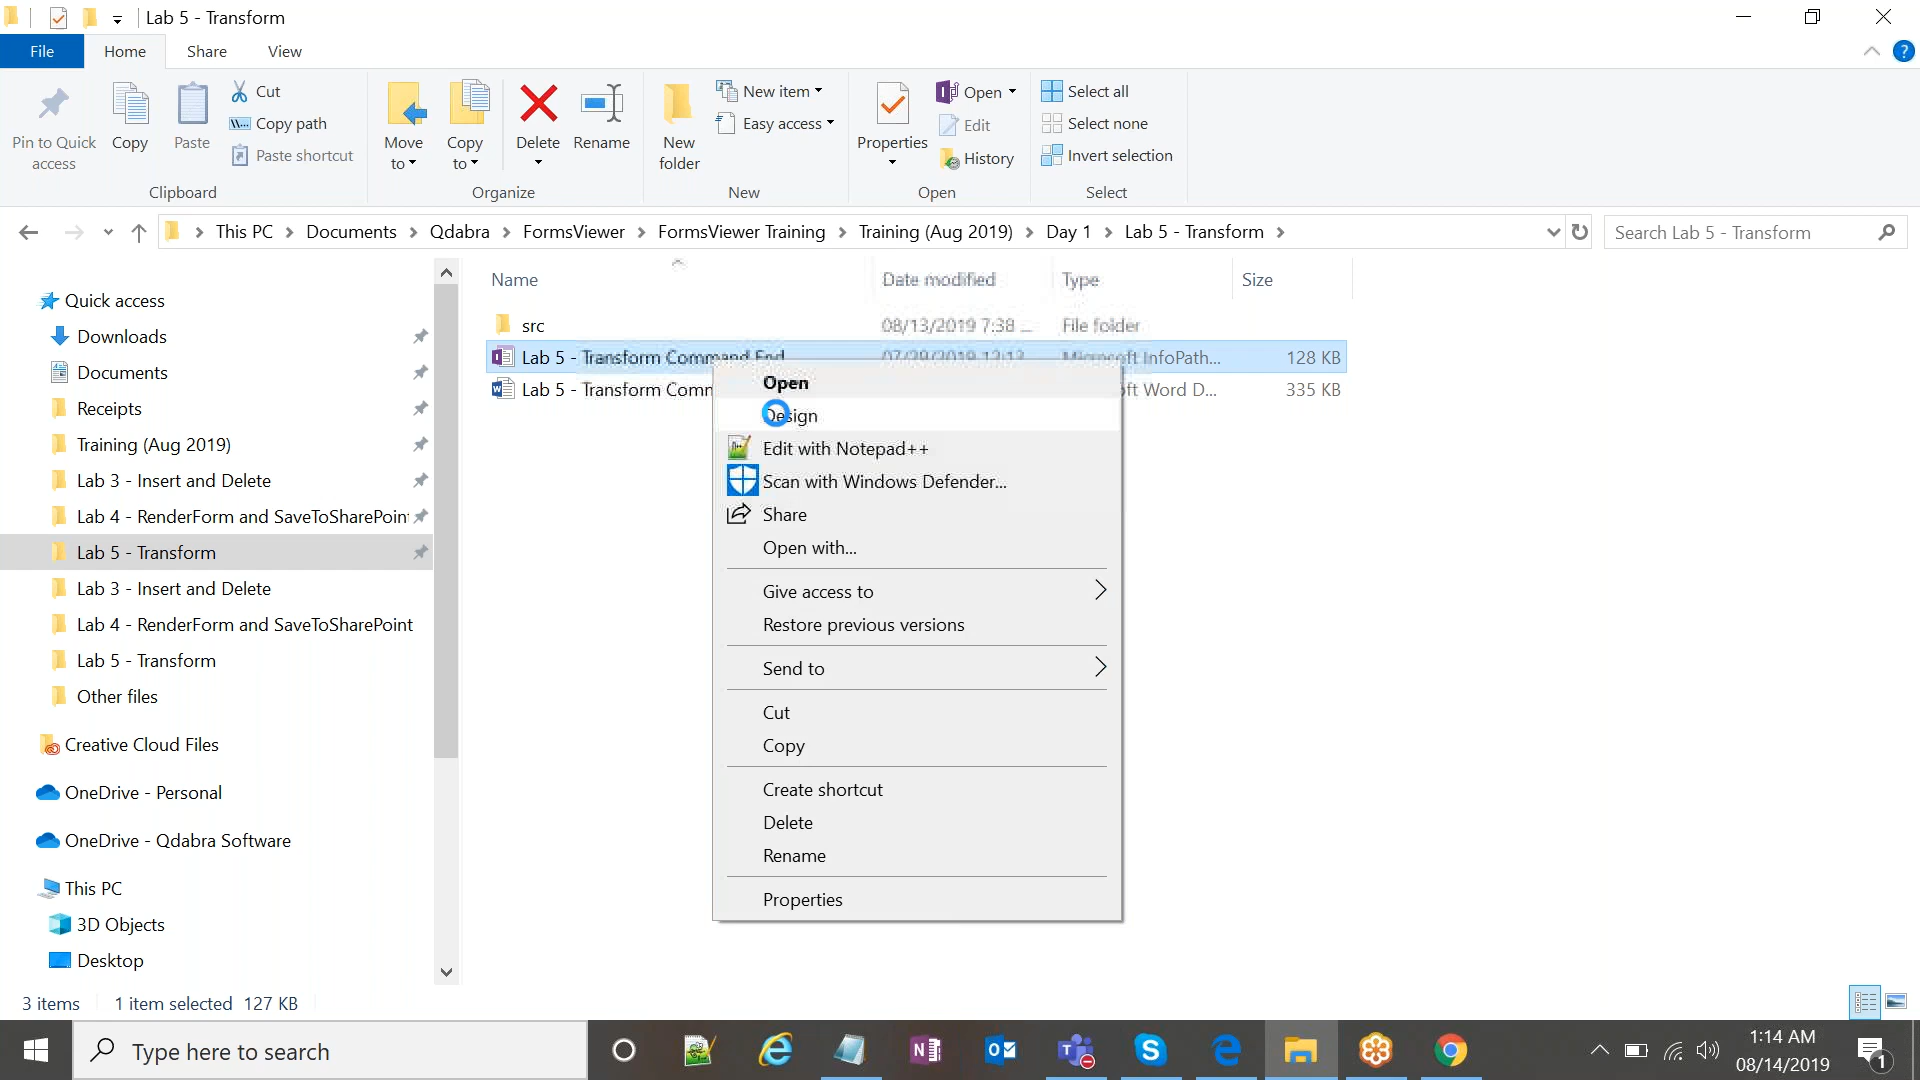 Lab 5 - Transform
File
Home
Share
View
Pin to Quick access
Copy
Paste
Cut
Copy path
Paste shortcut
Clipboard
Move to
Copy to
Delete
Rename
Organize
New folder
New item
Easy access
New
Properties
Open
Edit
History
Open
Select all
Select none
Invert selection
Select
This PC > Documents > Qdabra > FormsViewer > FormsViewer Training > Training (Aug 2019) > Day 1 > Lab 5 - Transform >
Search Lab 5 - Transform
Name
Date modified
Type
Size
src 08/13/2019 7:38 ... File folder
Lab 5 - Transform Command End 07/29/2019 13:13 Microsoft InfoPath... 128 KB
Lab 5 - Transform Comm oft Word D... 335 KB
Quick access
Downloads
Documents
Receipts
Training (Aug 2019)
Lab 3 - Insert and Delete
Lab 4 - RenderForm and SaveToSharePoin
Lab 5 - Transform
Lab 3 - Insert and Delete
Lab 4 - RenderForm and SaveToSharePoint
Lab 5 - Transform
Other files
Creative Cloud Files
OneDrive - Personal
OneDrive - Qdabra Software
This PC
3D Objects
Desktop
Open
Design
Edit with Notepad++
Scan with Windows Defender...
Share
Open with...
Give access to
Restore previous versions
Send to
Cut
Copy
Create shortcut
Delete
Rename
Properties
3 items
1 item selected 127 KB
Type here to search
1:14 AM
08/14/2019
1